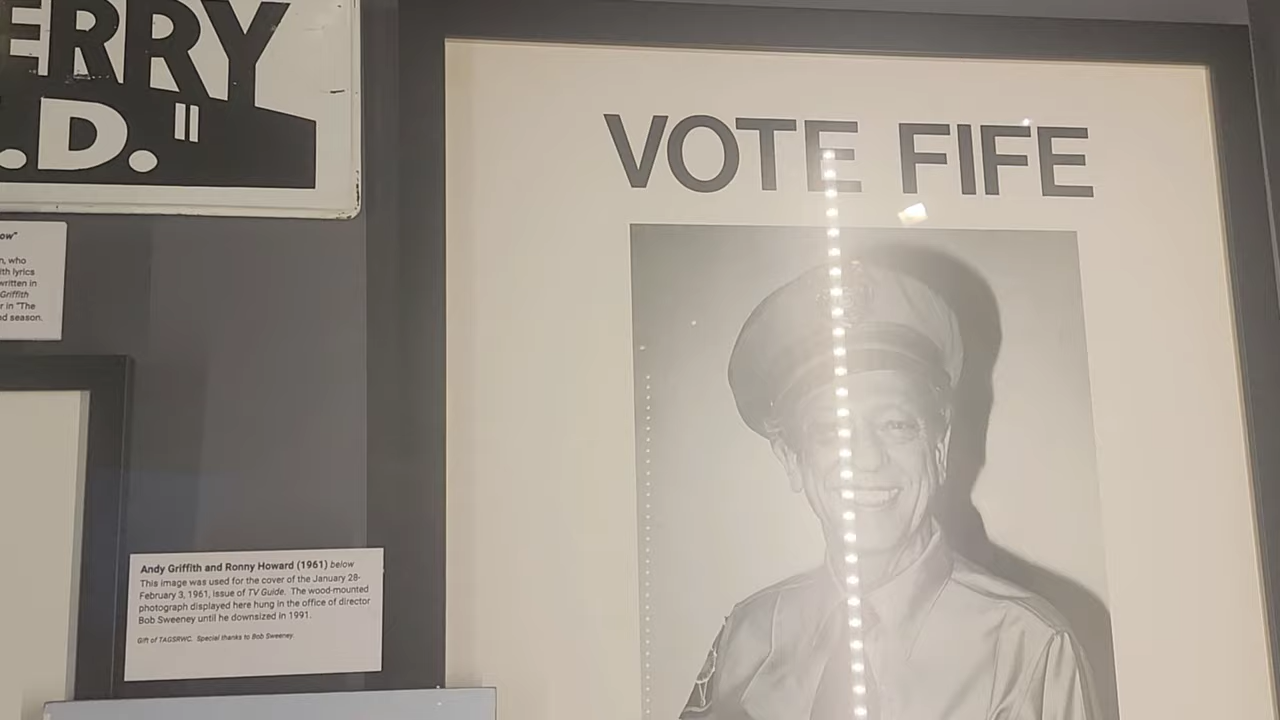 ERRY
.D."
VOTE FIFE
ow"
n, who
ith lyrics
written in
Griffith
r in "The
nd season.
Andy Griffith and Ronny Howard (1961) below
This image was used for the cover of the January 28-
February 3, 1961, issue of TV Guide. The wood-mounted
photograph displayed here hung in the office of director
Bob Sweeney until he downsized in 1991.
Gift of TAGSRWC. Special thanks to Bob Sweeney.